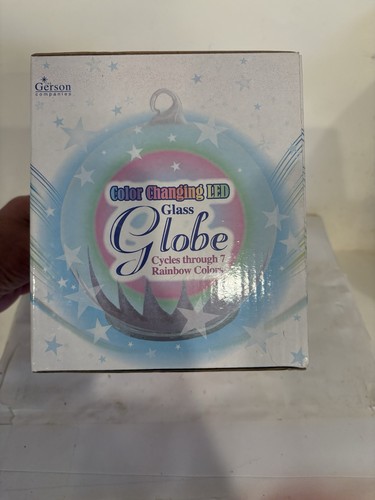 Gerson
companies
Color Changing LED
Glass
Globe
Cycles through 7
Rainbow Colors